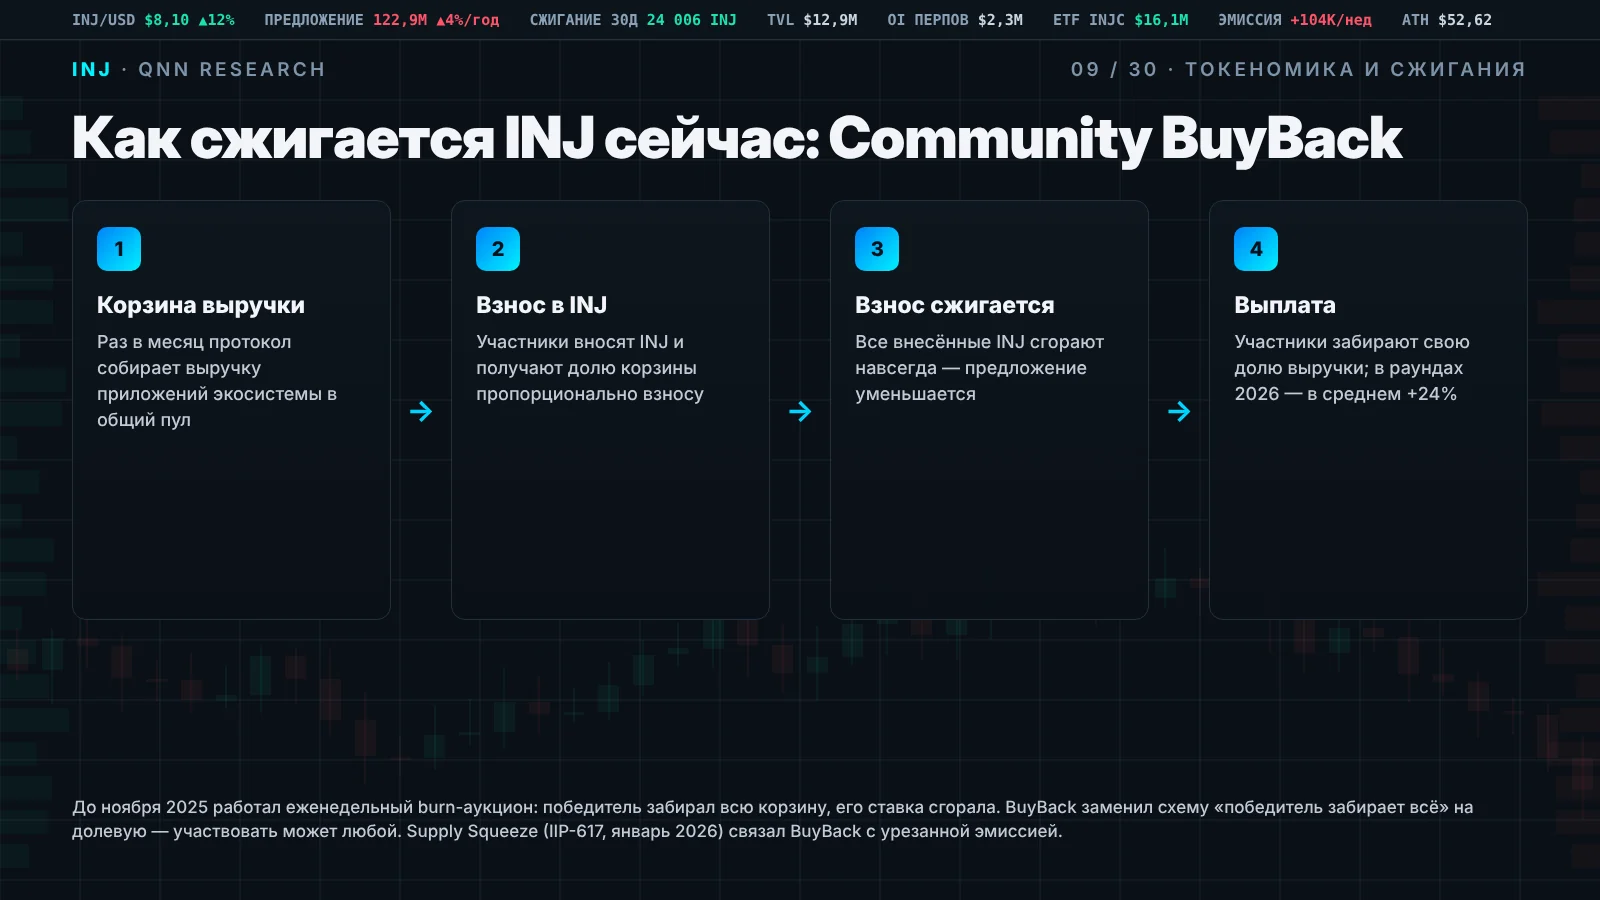 INJ/USD $8,10 ▲12% ПРЕДЛОЖЕНИЕ 122,9M ▲4%/год СЖИГАНИЕ 30Д 24 006 INJ TVL $12,9M OI ПЕРПОВ $2,3M ETF INJC $16,1M ЭМИССИЯ +104K/нед ATH $52,62
INJ · QNN RESEARCH
09 / 30 · ТОКЕНОМИКА И СЖИГАНИЯ
Как сжигается INJ сейчас: Community BuyBack
1
Корзина выручки
Раз в месяц протокол
собирает выручку
приложений экосистемы в
общий пул
→
2
Взнос в INJ
Участники вносят INJ и
получают долю корзины
пропорционально взносу
→
3
Взнос сжигается
Все внесённые INJ сгорают
навсегда — предложение
уменьшается
→
4
Выплата
Участники забирают свою
долю выручки; в раундах
2026 — в среднем +24%
До ноября 2025 работал еженедельный burn-аукцион: победитель забирал всю корзину, его ставка сгорала. BuyBack заменил схему «победитель забирает всё» на
долевую — участвовать может любой. Supply Squeeze (IIP-617, январь 2026) связал BuyBack с урезанной эмиссией.